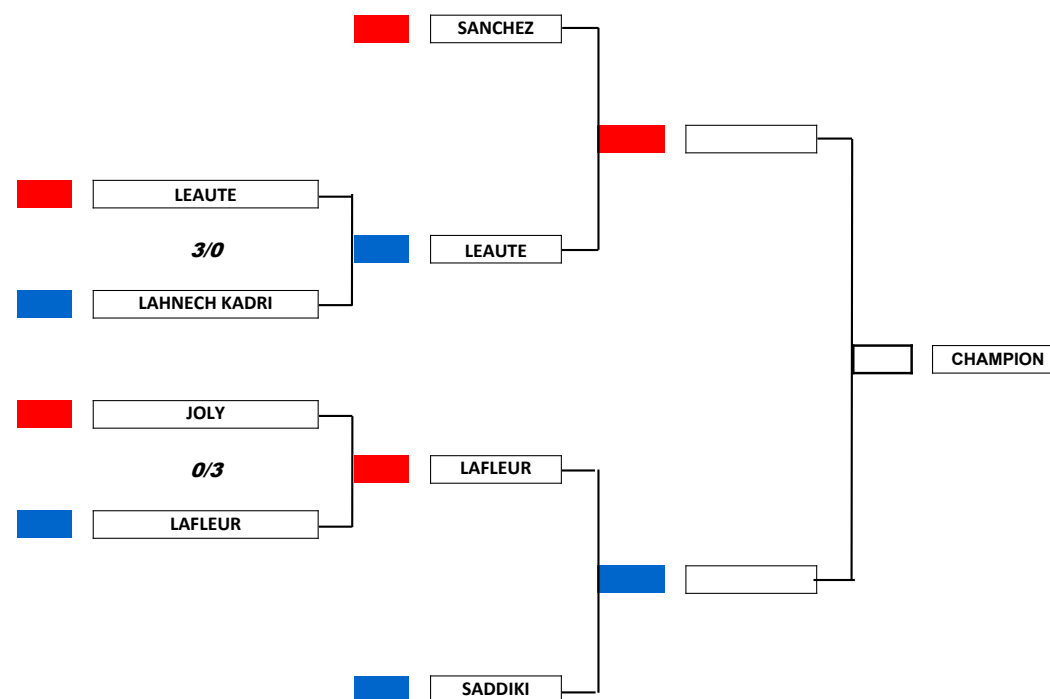 SANCHEZ
LEAUTE
3/0
LEAUTE
LAHNECH KADRI
CHAMPION
JOLY
0/3
LAFLEUR
LAFLEUR
SADDIKI